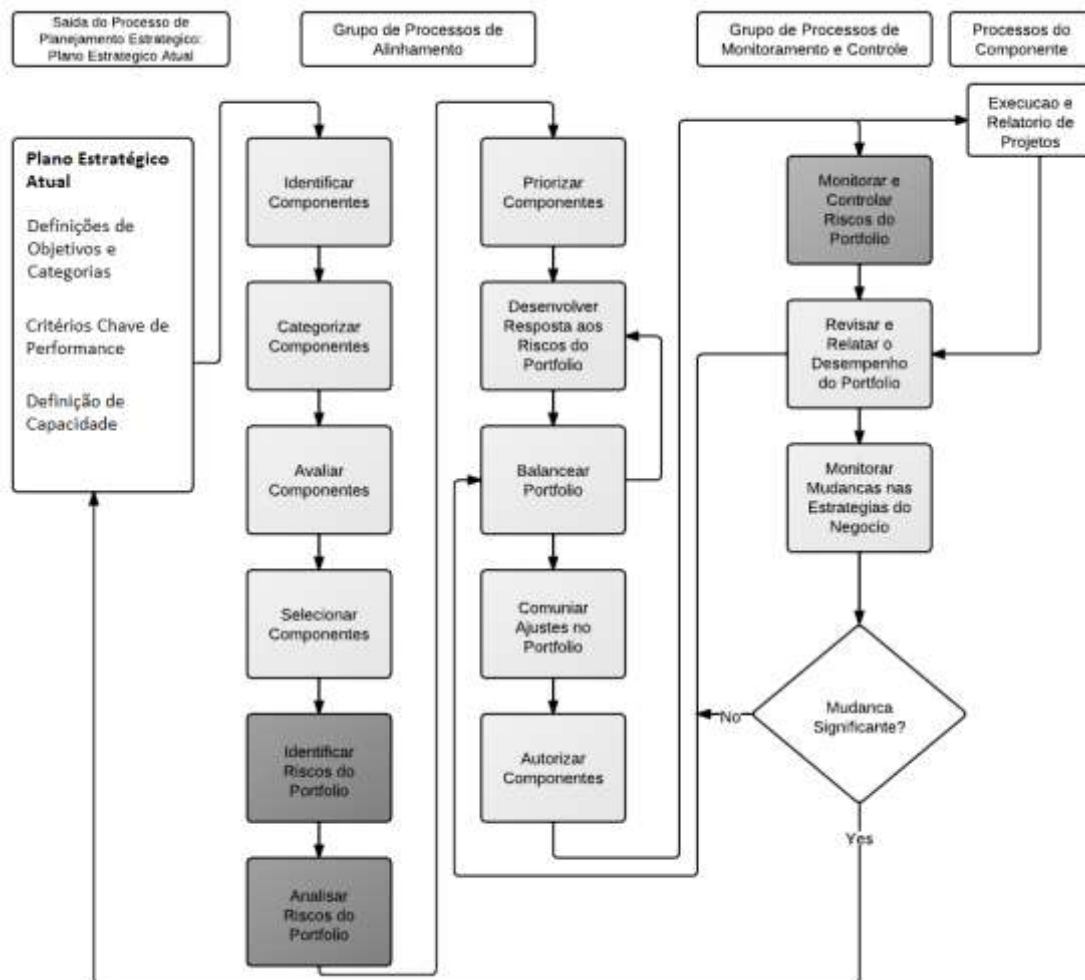 Saida do Processo de
Planejamento Estrategico:
Plano Estrategico Atual
Grupo de Processos de
Alinhamento
Grupo de Processos de
Monitoramento e Controle
Processos do
Componente
Plano Estratégico
Atual
Definições de
Objetivos e
Categorias
Critérios Chave de
Performance
Definição de
Capacidade
Identificar
Componentes
Categorizar
Componentes
Avaliar
Componentes
Selecionar
Componentes
Identificar
Riscos do
Portfolio
Analisar
Riscos do
Portfolio
Priorizar
Componentes
Desenvolver
Resposta aos
Riscos do
Portfolio
Balancear
Portfolio
Comuniar
Ajustes no
Portfolio
Autorizar
Componentes
Monitorar e
Controlar
Riscos do
Portfolio
Revisar e
Relatar o
Desempenho
do Portfolio
Monitorar
Mudancas nas
Estrategias do
Negocio
Mudanca
Significante?
No
Yes
Execucao e
Relatorio de
Projetos